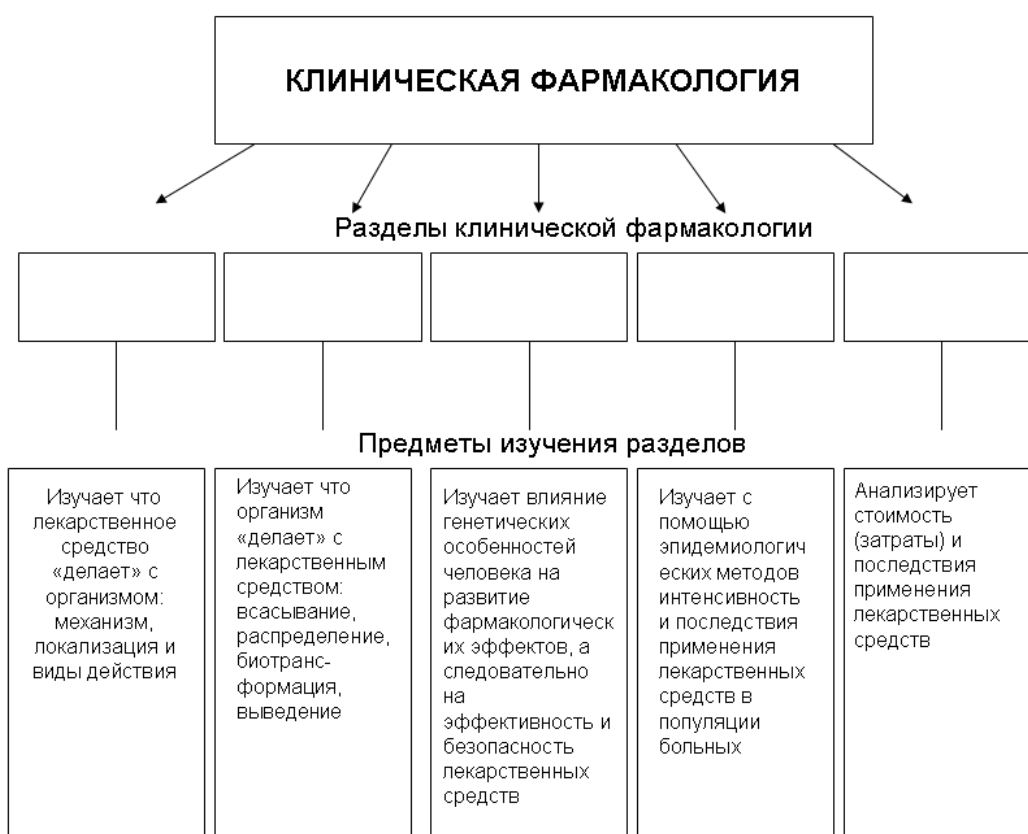 КЛИНИЧЕСКАЯ ФАРМАКОЛОГИЯ
Разделы клинической фармакологии
Предметы изучения разделов
Изучает что
лекарственное
средство
«делает» с
организмом:
механизм,
локализация и
виды действия
Изучает что
организм
«делает» с
лекарственным
средством:
всасывание,
распределение,
биотранс-
формация,
выведение
Изучает влияние
генетических
особенностей
человека на
развитие
фармакологическ
их эффектов, а
следовательно
на
эффективность и
безопасность
лекарственных
средств
Изучает с
помощью
эпидемиологич
еских методов
интенсивность
и последствия
применения
лекарственных
средств в
популяции
больных
Анализирует
стоимость
(затраты) и
последствия
применения
лекарственных
средств